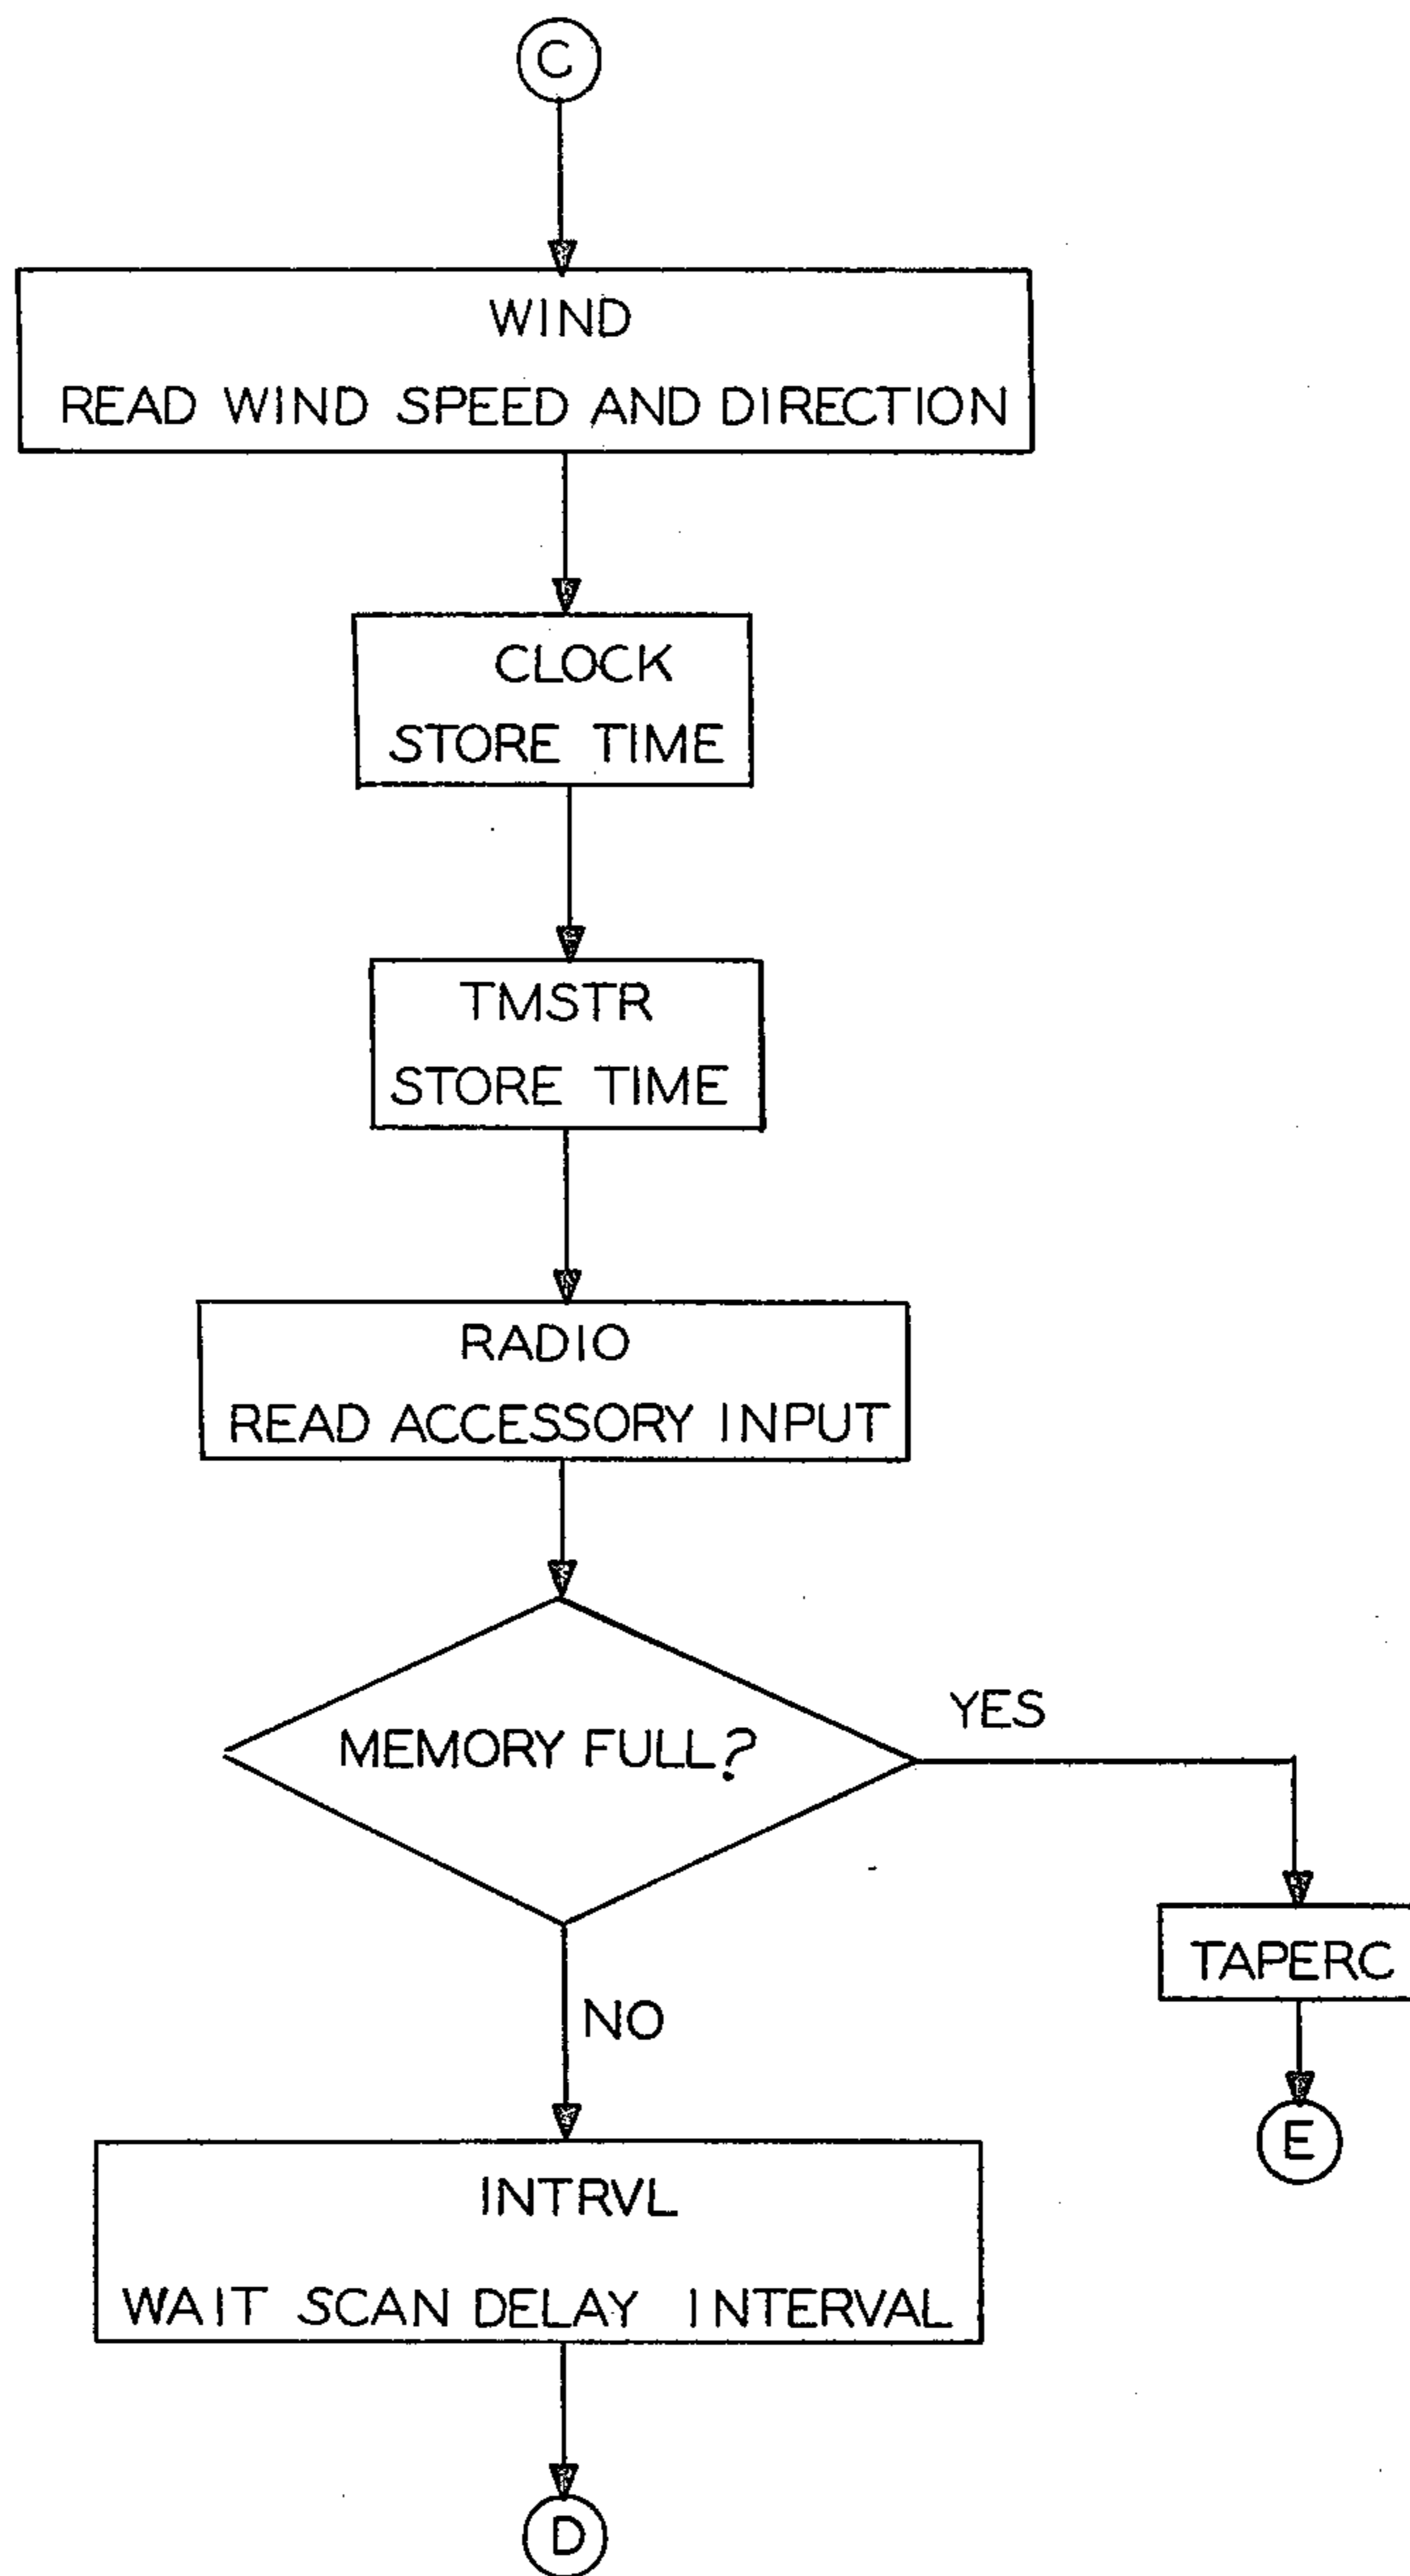 C
WIND
READ WIND SPEED AND DIRECTION
CLOCK
STORE TIME
TMSTR
STORE TIME
RADIO
READ ACCESSORY INPUT
MEMORY FULL?
YES
TAPERC
E
NO
INTRVL
WAIT SCAN DELAY INTERVAL
D